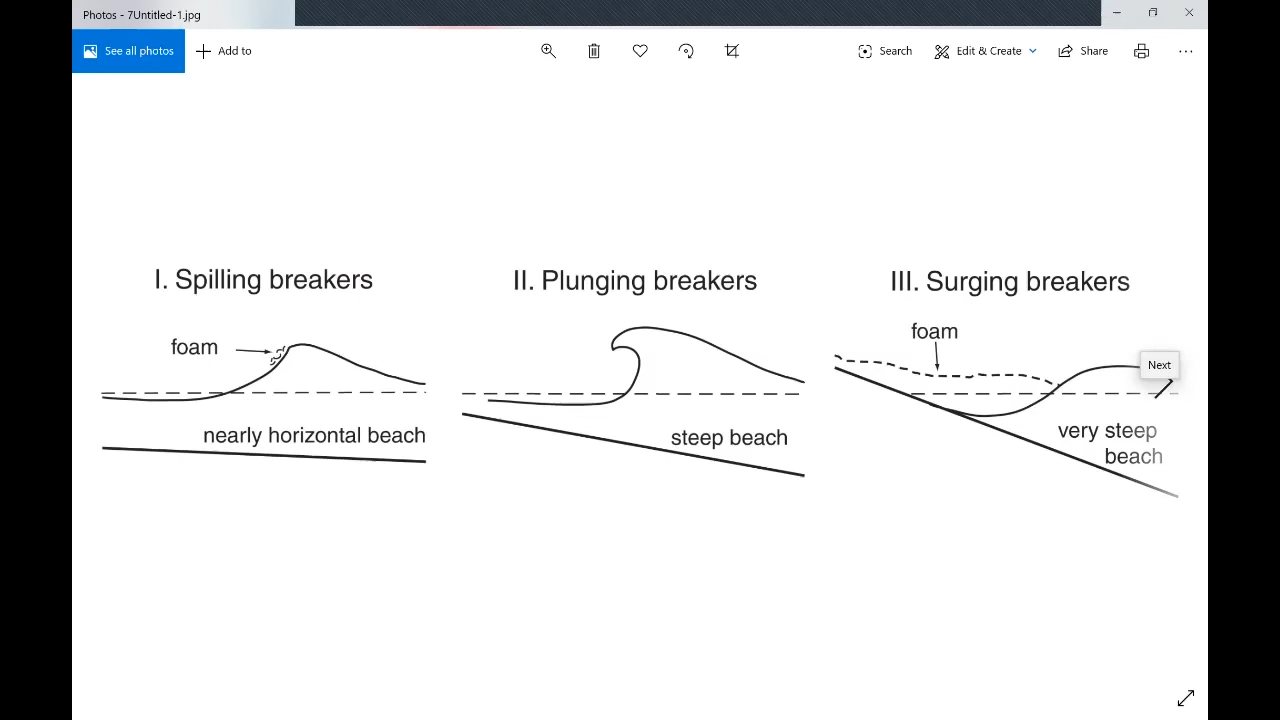 Photos - 7Untitled-1.jpg
See all photos
Add to
Search
Edit & Create
Share
I. Spilling breakers
II. Plunging breakers
III. Surging breakers
foam
foam
Next
nearly horizontal beach
steep beach
very steep
beach